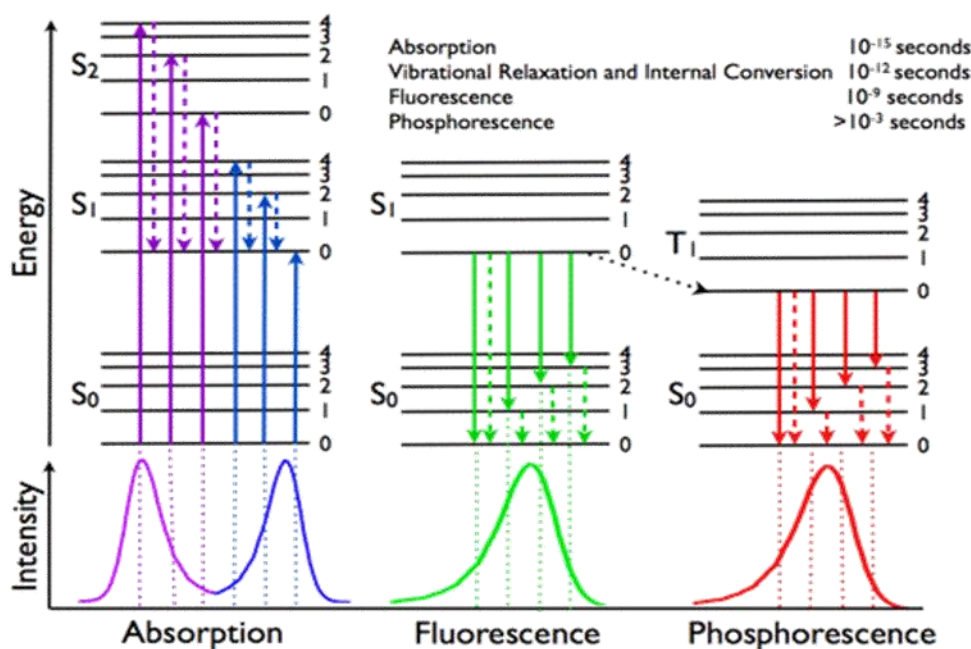 Absorption 10⁻¹⁵ seconds
Vibrational Relaxation and Internal Conversion 10⁻¹² seconds
Fluorescence 10⁻⁹ seconds
Phosphorescence >10⁻³ seconds
Energy
S₂
4
3
2
1
0
S₁
4
3
2
1
0
S₀
4
3
2
1
0
S₁
4
3
2
1
0
S₀
4
3
2
1
0
T₁
4
3
2
1
0
S₀
4
3
2
1
0
Intensity
Absorption
Fluorescence
Phosphorescence